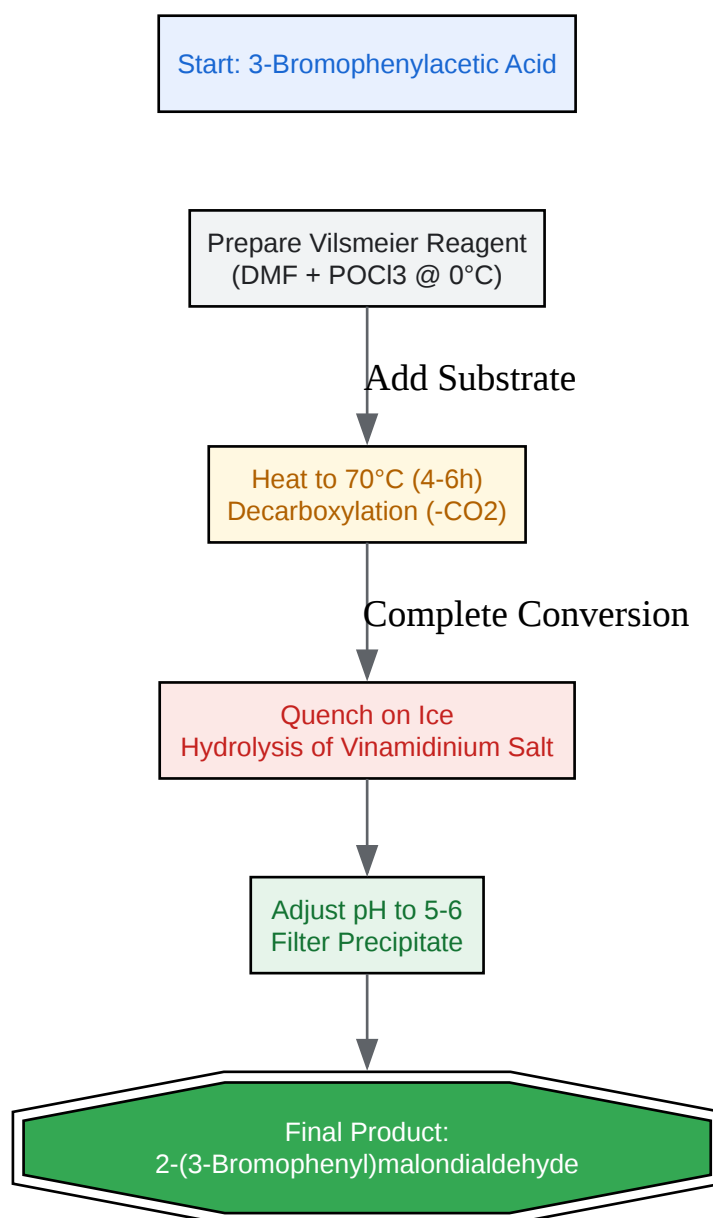 Start: 3-Bromophenylacetic Acid
Prepare Vilsmeier Reagent
(DMF + POCl3 @ 0°C)
Add Substrate
Heat to 70°C (4-6h)
Decarboxylation (-CO2)
Complete Conversion
Quench on Ice
Hydrolysis of Vinamidinium Salt
Adjust pH to 5-6
Filter Precipitate
Final Product:
2-(3-Bromophenyl)malondialdehyde